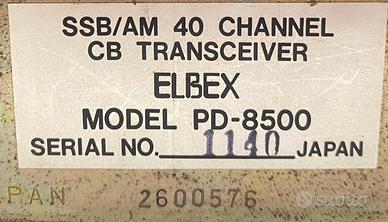 SSB/AM 40 CHANNEL
CB TRANSCEIVER
ELBEX
MODEL PD-8500
SERIAL NO. 1140 JAPAN
PAN 2600576
subito